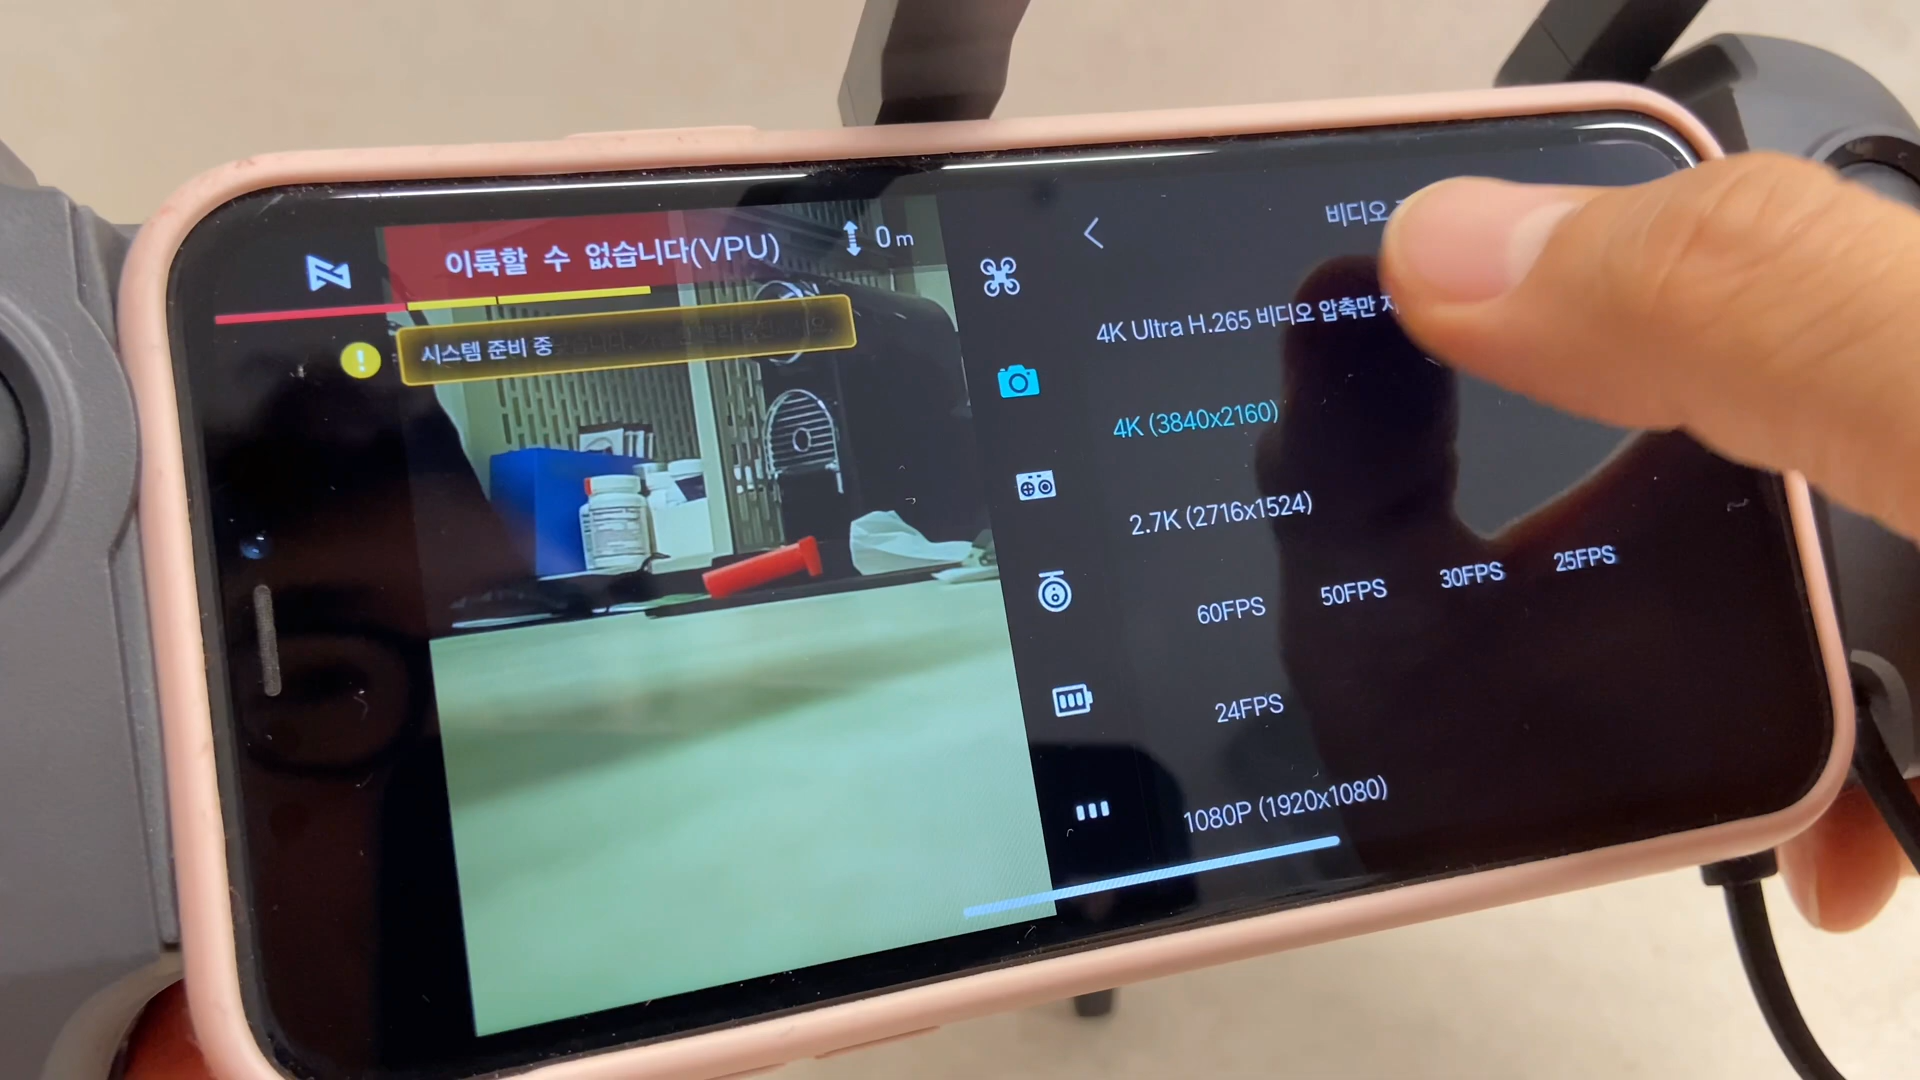 이륙할 수 없습니다(VPU)
0m
시스템 준비 중
비디오
4K Ultra H.265 비디오 압축만
4K (3840x2160)
2.7K (2716x1524)
60FPS 50FPS 30FPS 25FPS
24FPS
1080P (1920x1080)